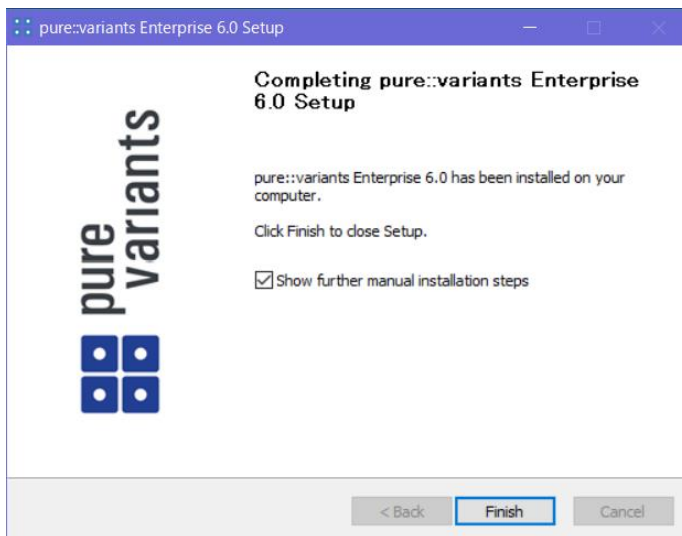 pure::variants Enterprise 6.0 Setup
Completing pure::variants Enterprise
6.0 Setup
pure::variants Enterprise 6.0 has been installed on your
computer.
Click Finish to close Setup.
Show further manual installation steps
pure
variants
< Back
Finish
Cancel